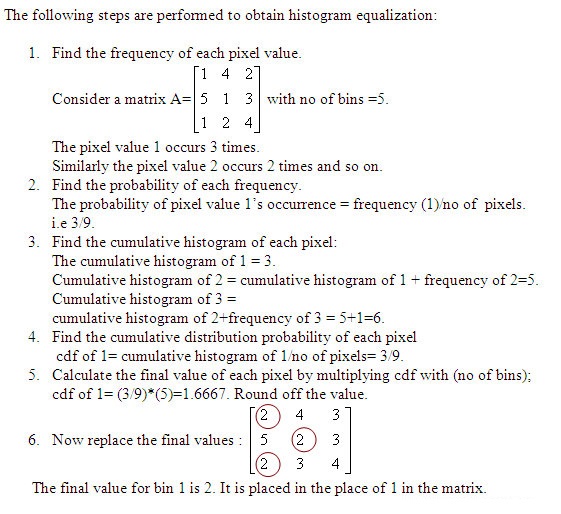 The following steps are performed to obtain histogram equalization:
1. Find the frequency of each pixel value.
1 4 2
Consider a matrix A= 5 1 3 with no of bins =5.
1 2 4
The pixel value 1 occurs 3 times.
Similarly the pixel value 2 occurs 2 times and so on.
2. Find the probability of each frequency.
The probability of pixel value 1's occurrence = frequency (1)/no of pixels.
i.e 3/9.
3. Find the cumulative histogram of each pixel:
The cumulative histogram of 1 = 3.
Cumulative histogram of 2 = cumulative histogram of 1 + frequency of 2=5.
Cumulative histogram of 3 =
cumulative histogram of 2+frequency of 3 = 5+1=6.
4. Find the cumulative distribution probability of each pixel
cdf of 1= cumulative histogram of 1/no of pixels= 3/9.
5. Calculate the final value of each pixel by multiplying cdf with (no of bins);
cdf of 1= (3/9)*(5)=1.6667. Round off the value.
2 4 3
6. Now replace the final values : 5 2 3
2 3 4
The final value for bin 1 is 2. It is placed in the place of 1 in the matrix.